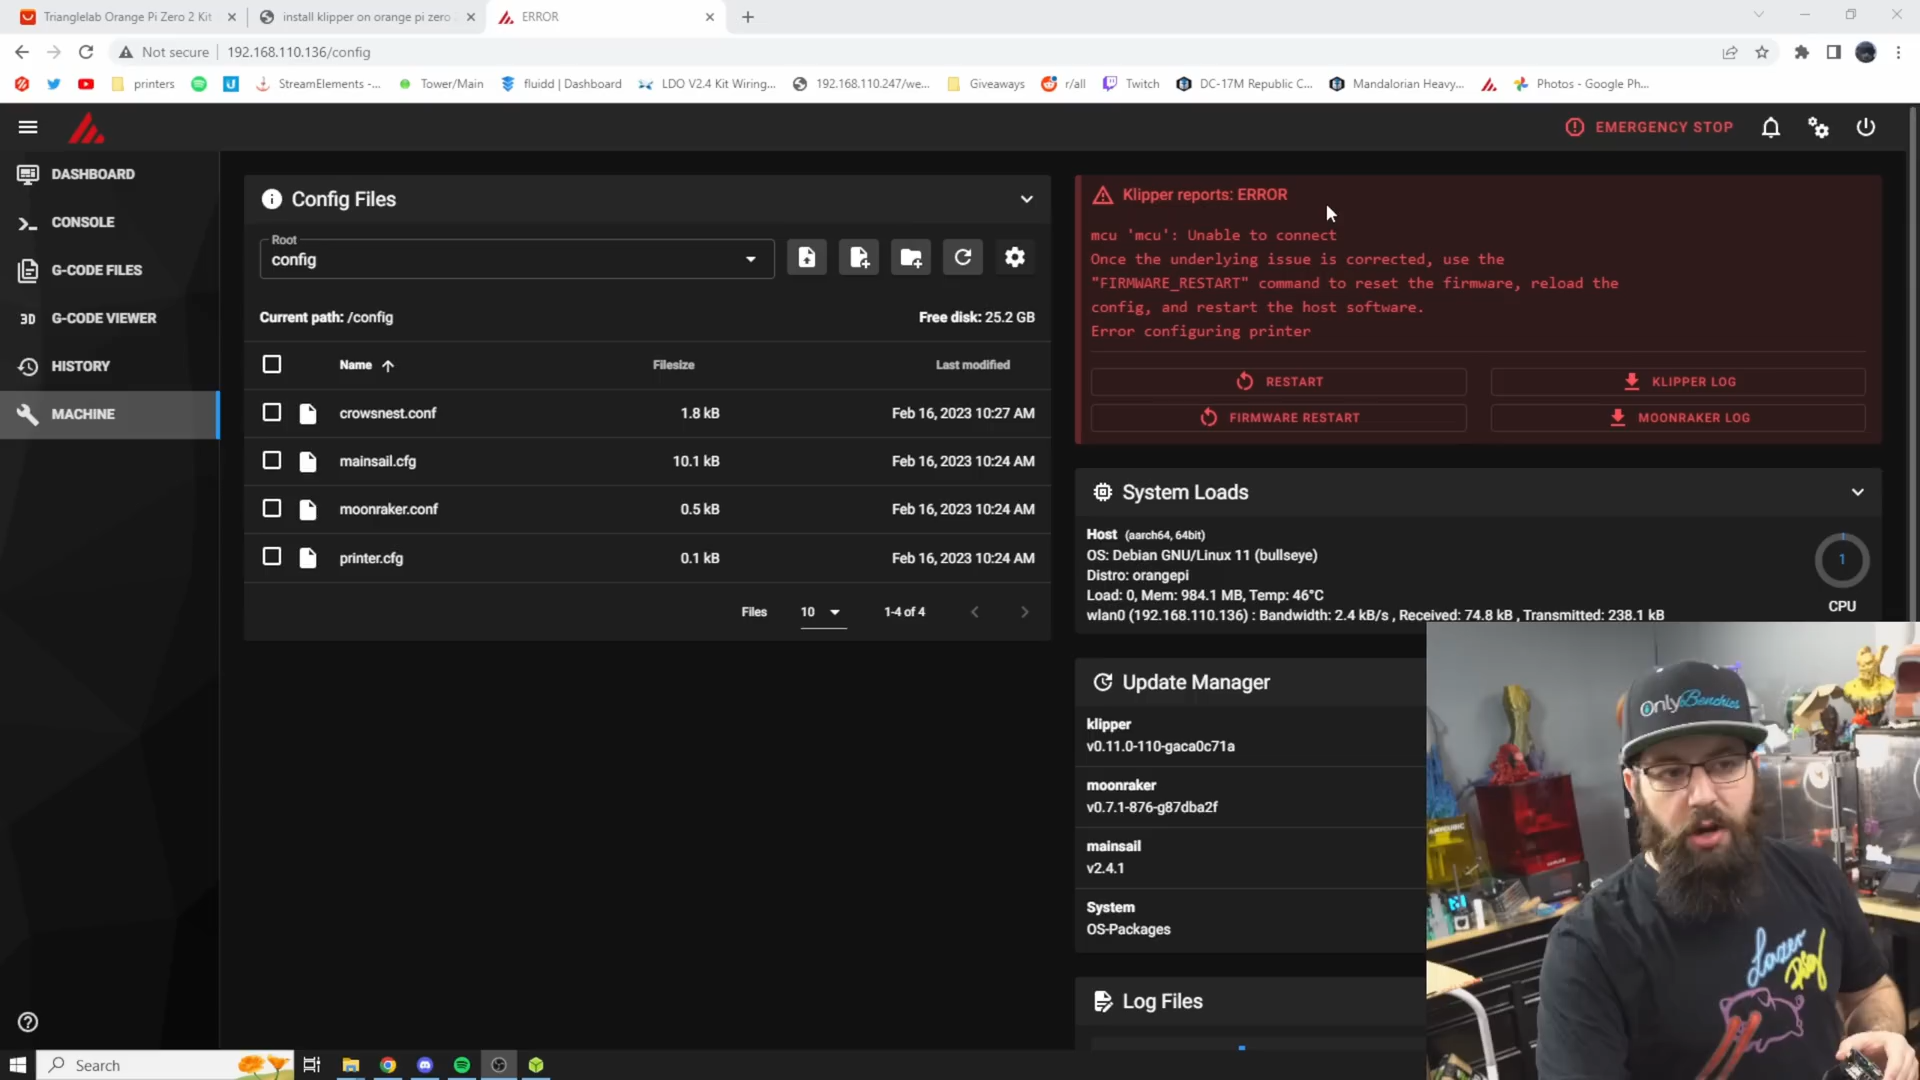 Trianglelab Orange Pi Zero 2 Kit
install klipper on orange pi zero
ERROR
Not secure
192.168.110.136/config
printers
StreamElements -...
Tower/Main
fluidd | Dashboard
LDO V2.4 Kit Wiring...
192.168.110.247/we...
Giveaways
r/all
Twitch
DC-17M Republic C...
Mandalorian Heavy...
Photos - Google Ph...
EMERGENCY STOP
DASHBOARD
CONSOLE
G-CODE FILES
3D G-CODE VIEWER
HISTORY
MACHINE
Config Files
Root
config
Current path: /config
Free disk: 25.2 GB
Name
Filesize
Last modified
crowsnest.conf
1.8 kB
Feb 16, 2023 10:27 AM
mainsail.cfg
10.1 kB
Feb 16, 2023 10:24 AM
moonraker.conf
0.5 kB
Feb 16, 2023 10:24 AM
printer.cfg
0.1 kB
Feb 16, 2023 10:24 AM
Files
10
1-4 of 4
Klipper reports: ERROR
mcu 'mcu': Unable to connect
Once the underlying issue is corrected, use the
"FIRMWARE_RESTART" command to reset the firmware, reload the
config, and restart the host software.
Error configuring printer
RESTART
KLIPPER LOG
FIRMWARE RESTART
MOONRAKER LOG
System Loads
Host (aarch64, 64bit)
OS: Debian GNU/Linux 11 (bullseye)
Distro: orangepi
Load: 0, Mem: 984.1 MB, Temp: 46°C
wlan0 (192.168.110.136) : Bandwidth: 2.4 kB/s , Received: 74.8 kB , Transmitted: 238.1 kB
1
CPU
Update Manager
klipper
v0.11.0-110-gaca0c71a
moonraker
v0.7.1-876-g87dba2f
mainsail
v2.4.1
System
OS-Packages
Log Files
Only Benchies
ANYCUBIC
Lazer
Search